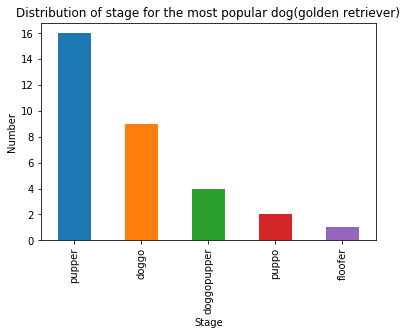 Distribution of stage for the most popular dog(golden retriever)
Number
16
14
12
10
8
6
4
2
0
pupper
doggo
doggopupper
puppo
floofer
Stage